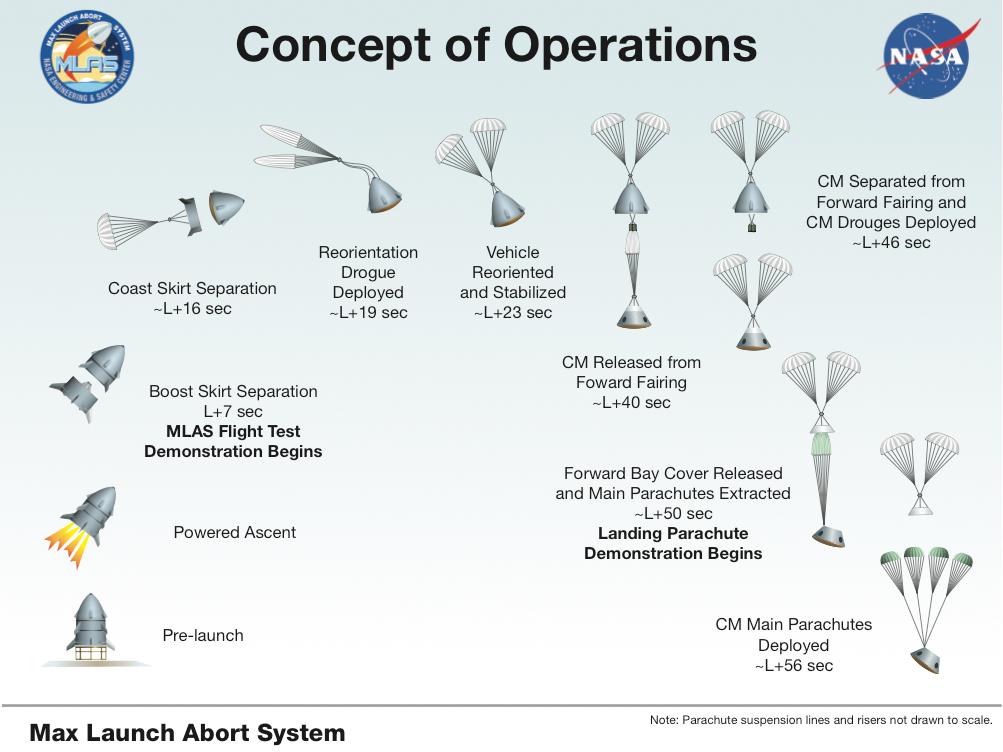 MAX LAUNCH ABORT SYSTEM
MLAS
NASA ENGINEERING & SAFETY CENTER
Concept of Operations
NASA
CM Separated from
Forward Fairing and
CM Drouges Deployed
~L+46 sec
Reorientation
Drogue
Deployed
~L+19 sec
Vehicle
Reoriented
and Stabilized
~L+23 sec
Coast Skirt Separation
~L+16 sec
CM Released from
Foward Fairing
~L+40 sec
Boost Skirt Separation
L+7 sec
MLAS Flight Test
Demonstration Begins
Forward Bay Cover Released
and Main Parachutes Extracted
~L+50 sec
Landing Parachute
Demonstration Begins
Powered Ascent
Pre-launch
CM Main Parachutes
Deployed
~L+56 sec
Max Launch Abort System
Note: Parachute suspension lines and risers not drawn to scale.